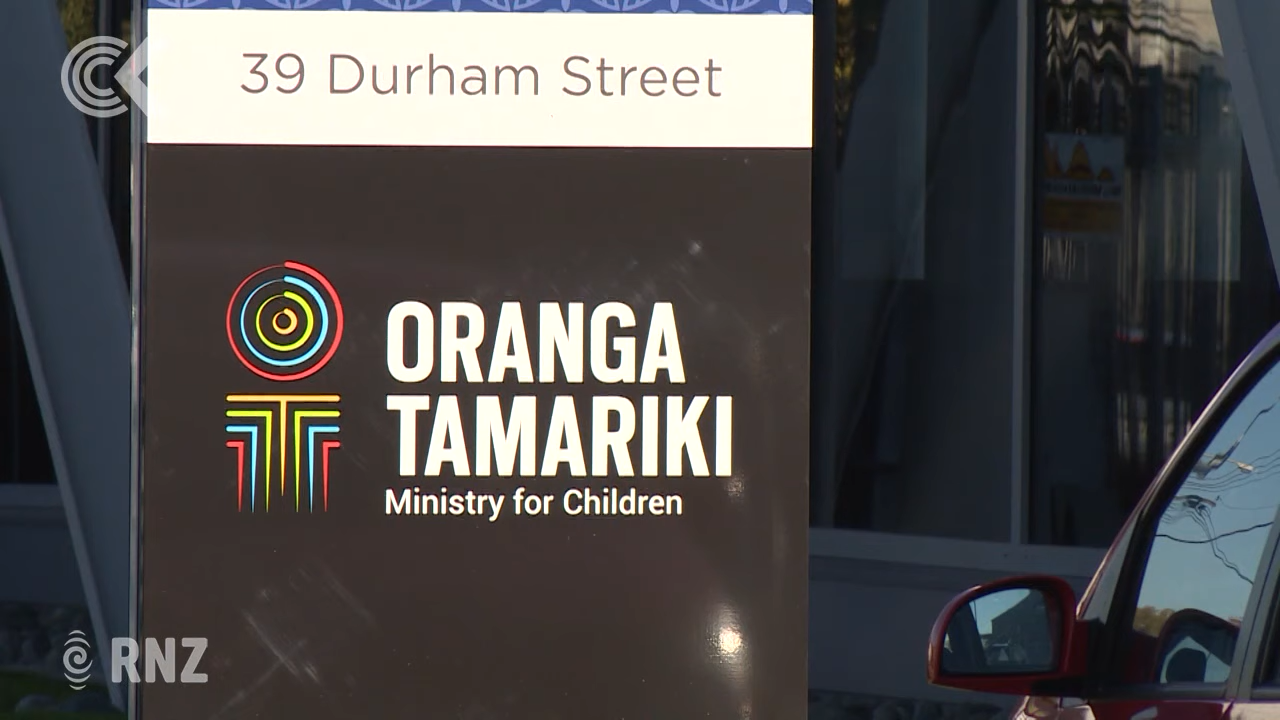 39 Durham Street
ORANGA
TAMARIKI
Ministry for Children
RNZ